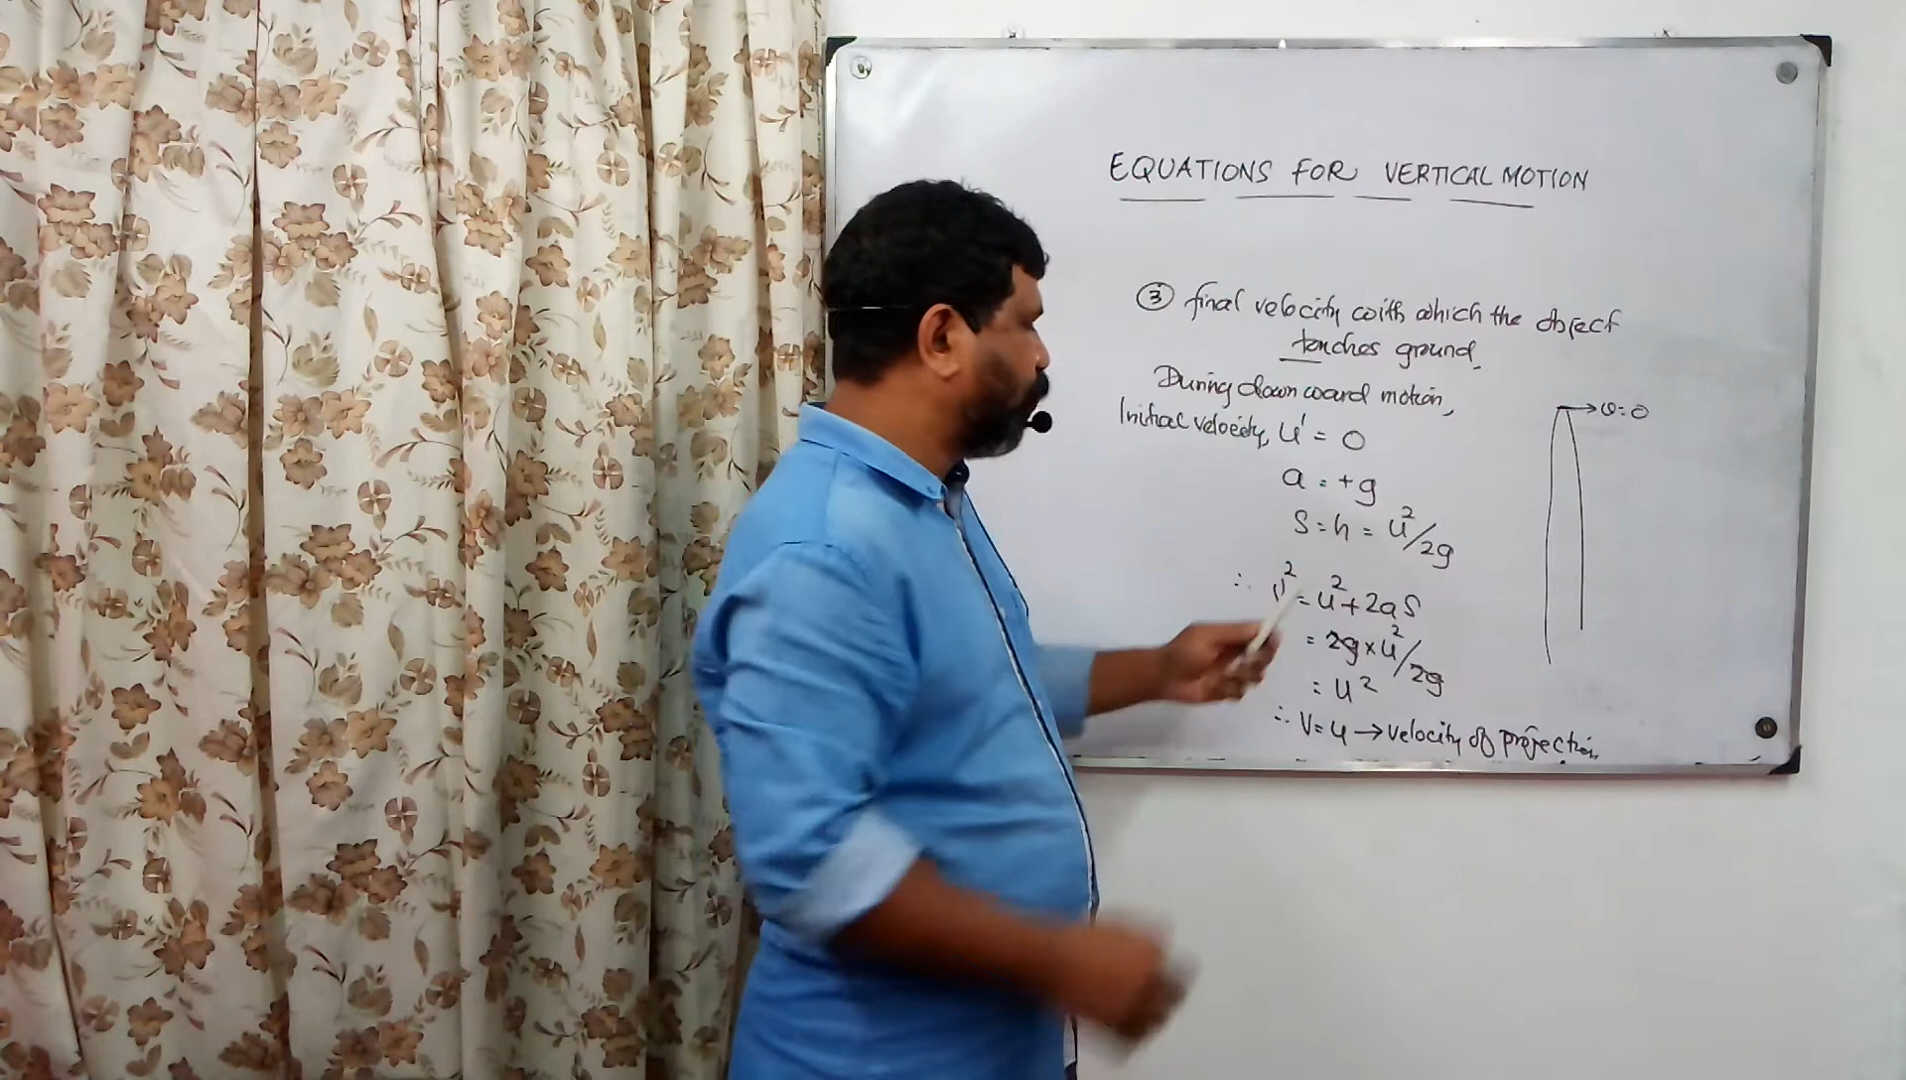 EQUATIONS FOR VERTICAL MOTION
③ final velocity with which the object
touches ground.
During downward motion,
Initial velocity, u' = 0
a = +g
S = h = u²/2g
∴ v² = u² + 2aS
= 2g × u²/2g
= u²
∴ v = u → velocity of projection
→ v = 0